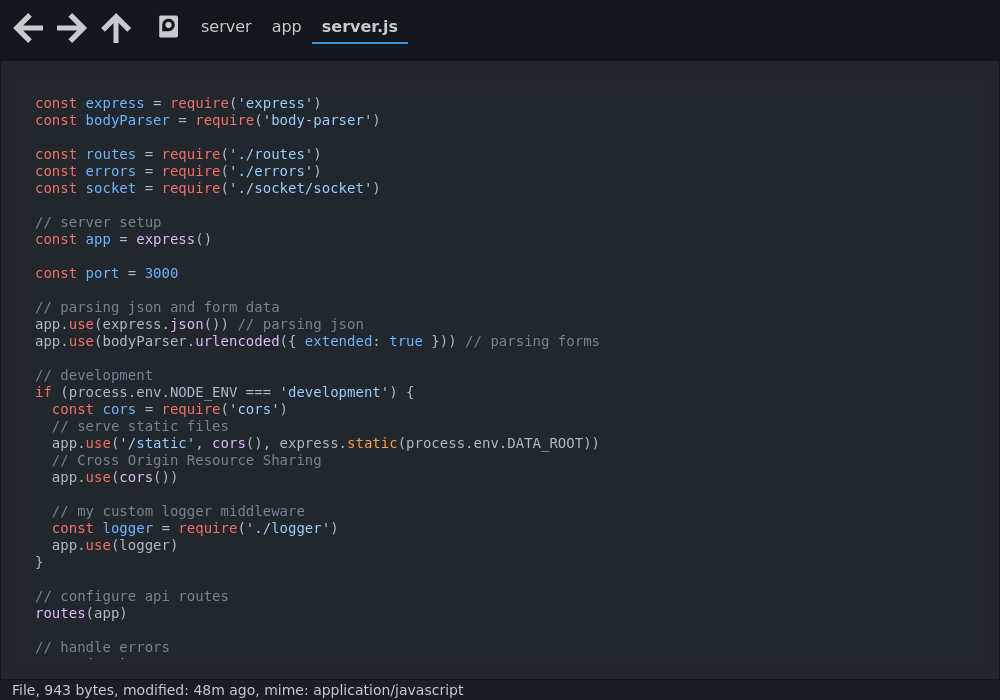 server app server.js
const express = require('express')
const bodyParser = require('body-parser')
const routes = require('./routes')
const errors = require('./errors')
const socket = require('./socket/socket')
// server setup
const app = express()
const port = 3000
// parsing json and form data
app.use(express.json()) // parsing json
app.use(bodyParser.urlencoded({ extended: true })) // parsing forms
// development
if (process.env.NODE_ENV === 'development') {
  const cors = require('cors')
  // serve static files
  app.use('/static', cors(), express.static(process.env.DATA_ROOT))
  // Cross Origin Resource Sharing
  app.use(cors())
  // my custom logger middleware
  const logger = require('./logger')
  app.use(logger)
}
// configure api routes
routes(app)
// handle errors
File, 943 bytes, modified: 48m ago, mime: application/javascript